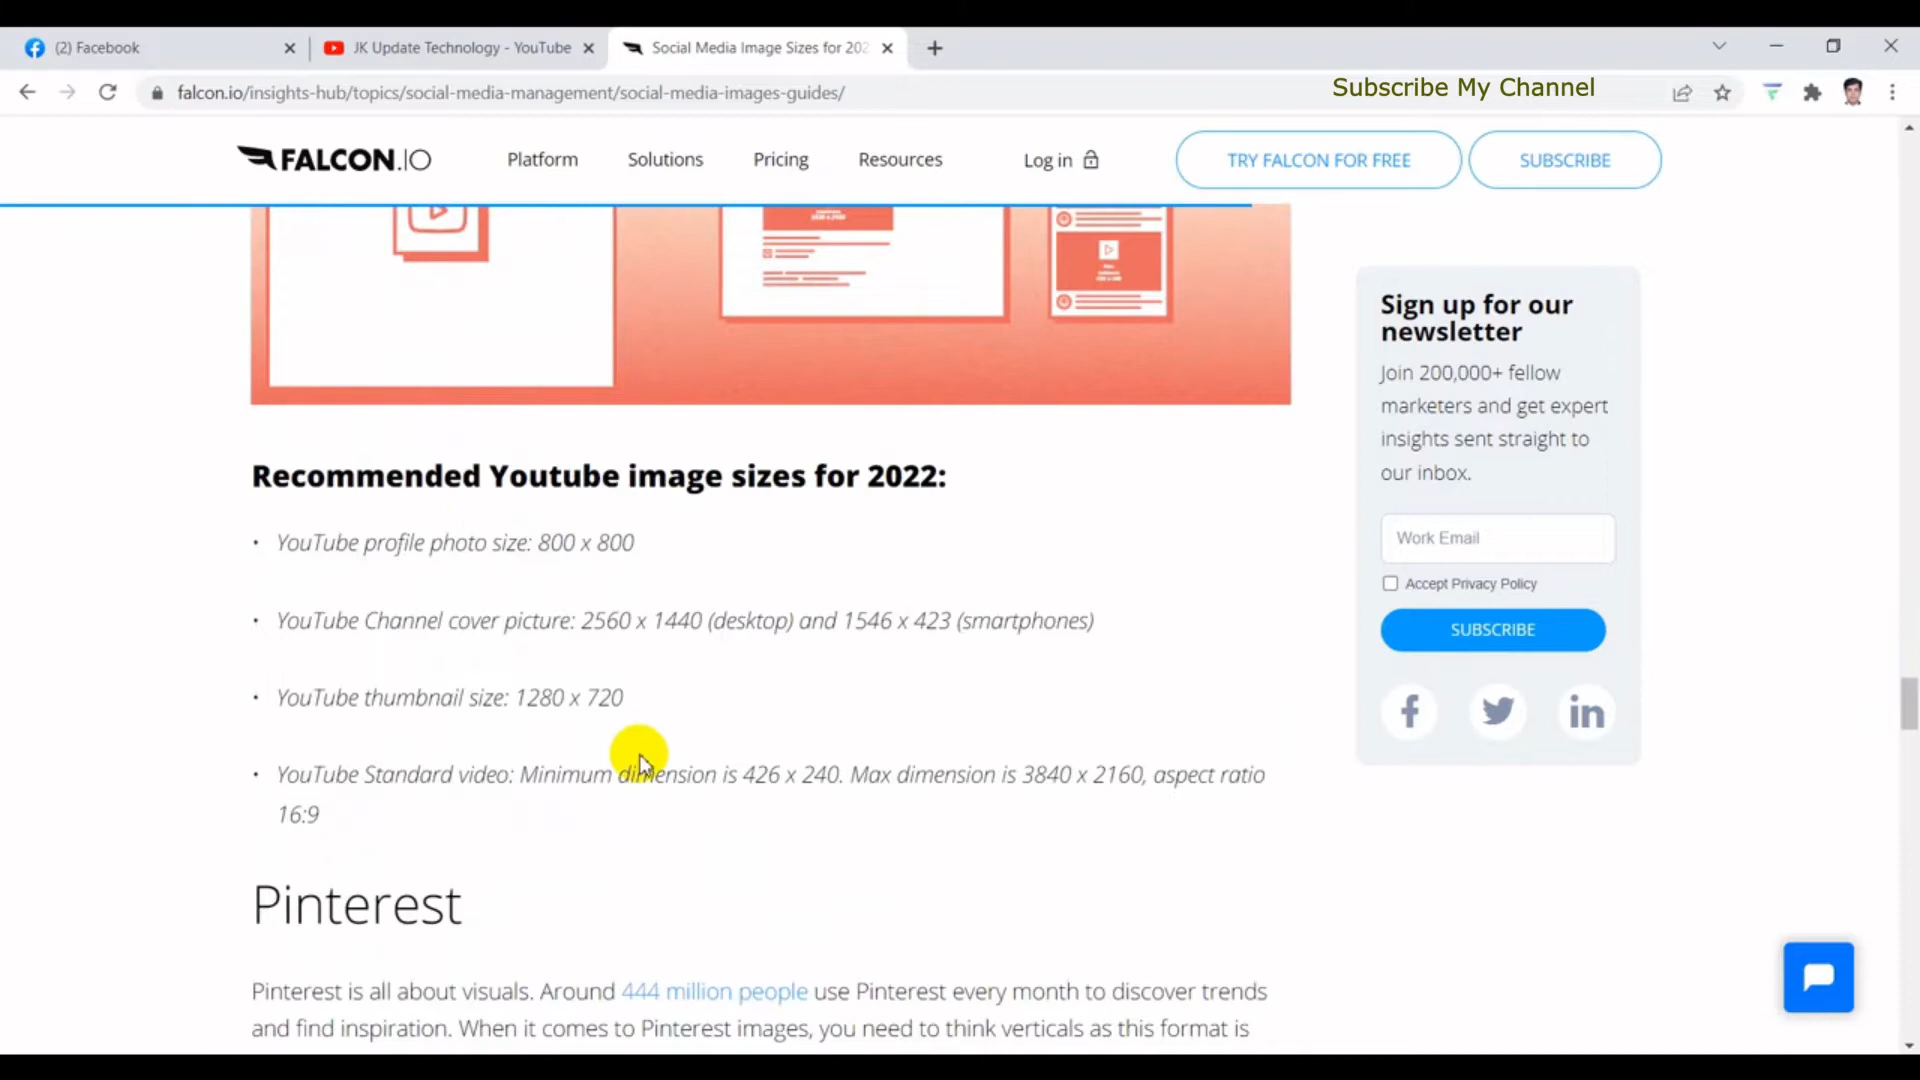 (2) Facebook
JK Update Technology - YouTube
Social Media Image Sizes for 202
falcon.io/insights-hub/topics/social-media-management/social-media-images-guides/
Subscribe My Channel
FALCON.IO
Platform
Solutions
Pricing
Resources
Log in
TRY FALCON FOR FREE
SUBSCRIBE
Recommended Youtube image sizes for 2022:
• YouTube profile photo size: 800 x 800
• YouTube Channel cover picture: 2560 x 1440 (desktop) and 1546 x 423 (smartphones)
• YouTube thumbnail size: 1280 x 720
• YouTube Standard video: Minimum dimension is 426 x 240. Max dimension is 3840 x 2160, aspect ratio
16:9
Pinterest
Pinterest is all about visuals. Around 444 million people use Pinterest every month to discover trends
and find inspiration. When it comes to Pinterest images, you need to think verticals as this format is
Sign up for our
newsletter
Join 200,000+ fellow
marketers and get expert
insights sent straight to
our inbox.
Work Email
Accept Privacy Policy
SUBSCRIBE